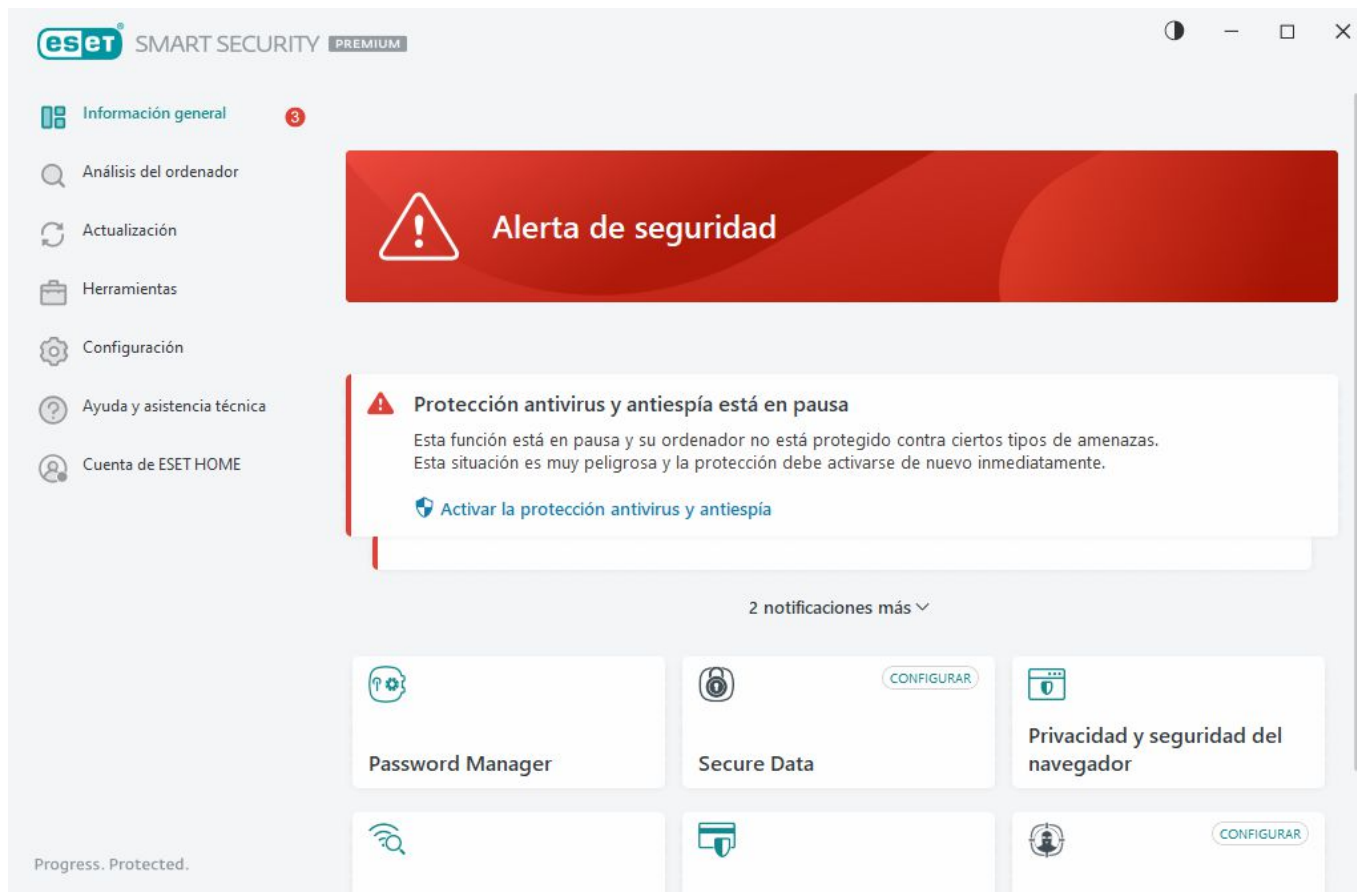 eseT® SMART SECURITY PREMIUM
Información general 3
Análisis del ordenador
Actualización
Herramientas
Configuración
Ayuda y asistencia técnica
Cuenta de ESET HOME
Alerta de seguridad
Protección antivirus y antiespía está en pausa
Esta función está en pausa y su ordenador no está protegido contra ciertos tipos de amenazas.
Esta situación es muy peligrosa y la protección debe activarse de nuevo inmediatamente.
Activar la protección antivirus y antiespía
2 notificaciones más
Password Manager
CONFIGURAR
Secure Data
Privacidad y seguridad del
navegador
CONFIGURAR
Progress. Protected.